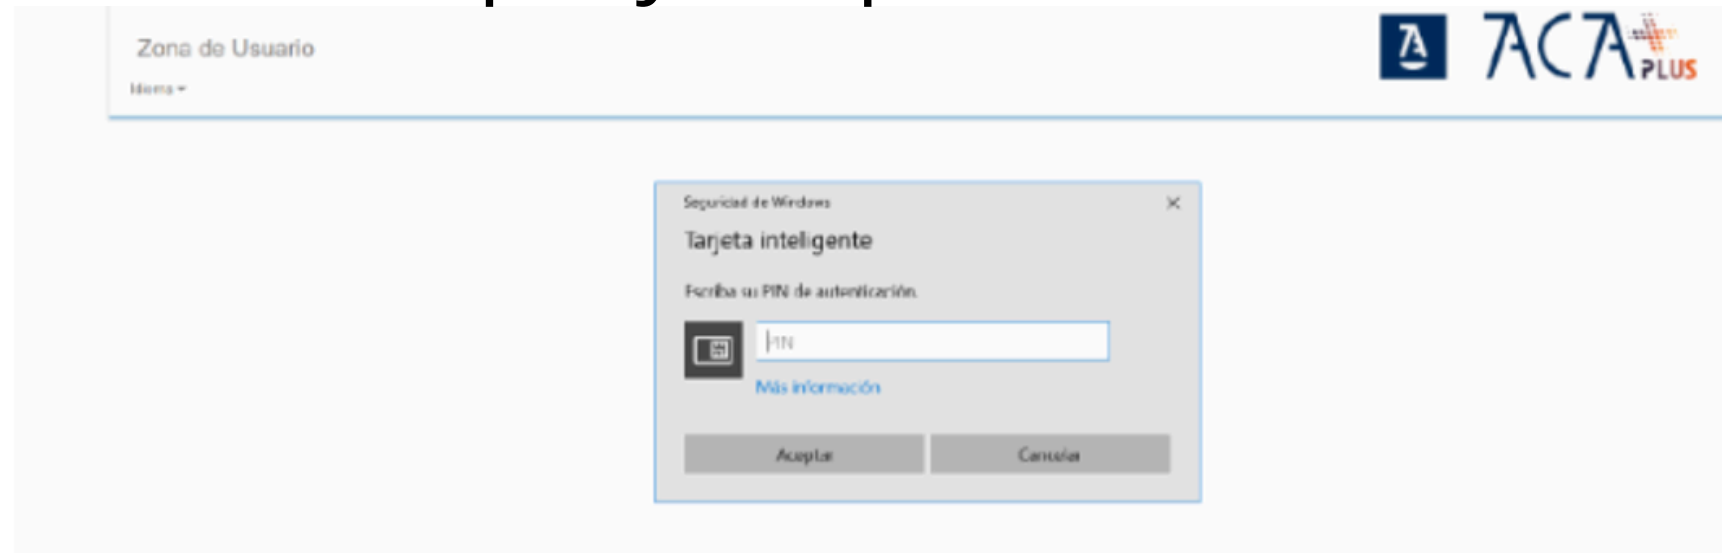 Zona de Usuario
Idioma
ACA PLUS
Seguridad de Windows
Tarjeta inteligente
Escriba su PIN de autenticación.
PIN
Más información
Aceptar
Cancelar